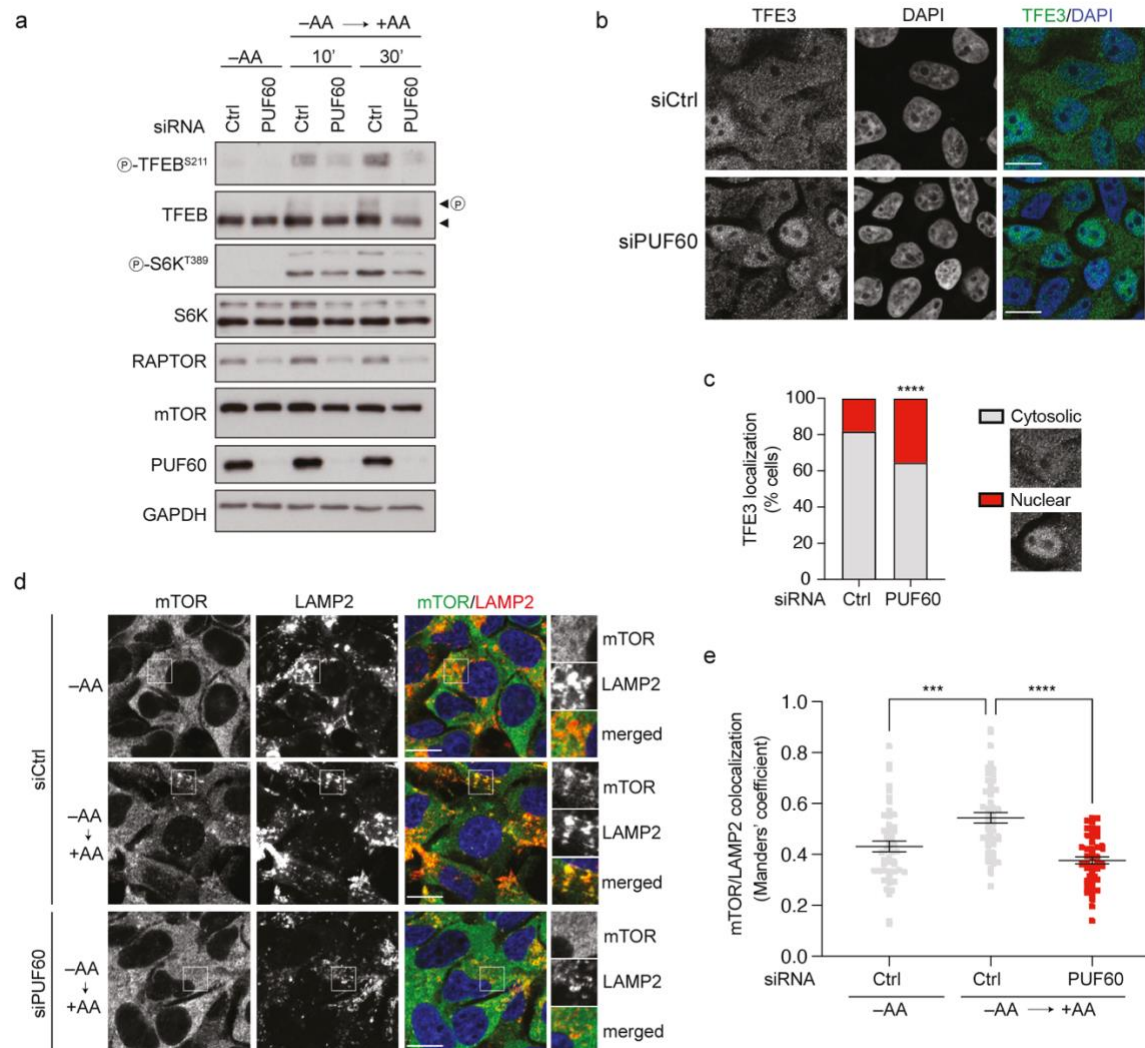 a
–AA → +AA
–AA 10' 30'
siRNA Ctrl PUF60 Ctrl PUF60 Ctrl PUF60
Ⓟ-TFEBS211
TFEB Ⓟ
Ⓟ-S6KT389
S6K
RAPTOR
mTOR
PUF60
GAPDH
b
TFE3 DAPI TFE3/DAPI
siCtrl
siPUF60
c
TFE3 localization
(% cells)
100
80
60
40
20
0
****
siRNA Ctrl PUF60
Cytosolic
Nuclear
d
mTOR LAMP2 mTOR/LAMP2
siCtrl
–AA
mTOR
LAMP2
merged
–AA
↓
+AA
mTOR
LAMP2
merged
siPUF60
–AA
↓
+AA
mTOR
LAMP2
merged
e
mTOR/LAMP2 colocalization
(Manders' coefficient)
1.0
0.8
0.6
0.4
0.2
0.0
*** ****
siRNA Ctrl Ctrl PUF60
–AA –AA → +AA